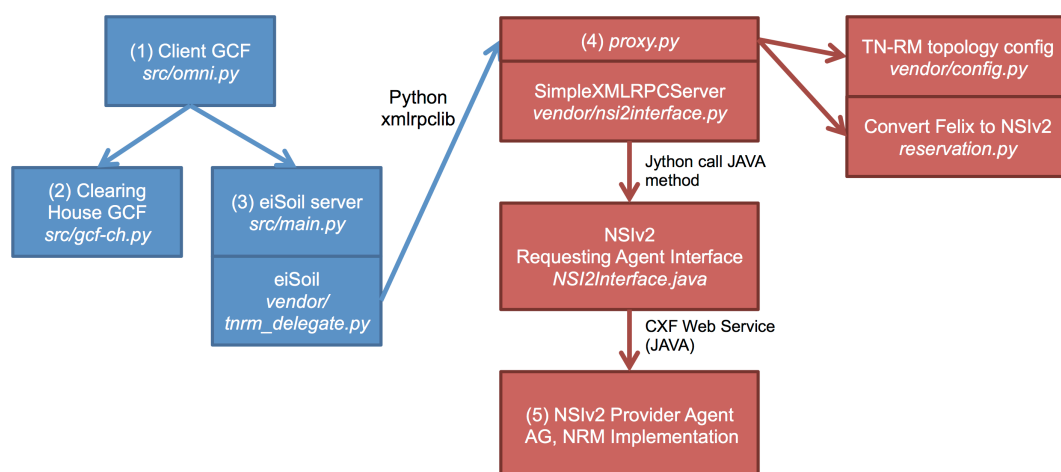 (1) Client GCF
src/omni.py
(2) Clearing
House GCF
src/gcf-ch.py
(3) eiSoil server
src/main.py
eiSoil
vendor/
tnrm_delegate.py
Python
xmlrpclib
(4) proxy.py
SimpleXMLRPCServer
vendor/nsi2interface.py
Jython call JAVA
method
NSIv2
Requesting Agent Interface
NSI2Interface.java
CXF Web Service
(JAVA)
(5) NSIv2 Provider Agent
AG, NRM Implementation
TN-RM topology config
vendor/config.py
Convert Felix to NSIv2
reservation.py